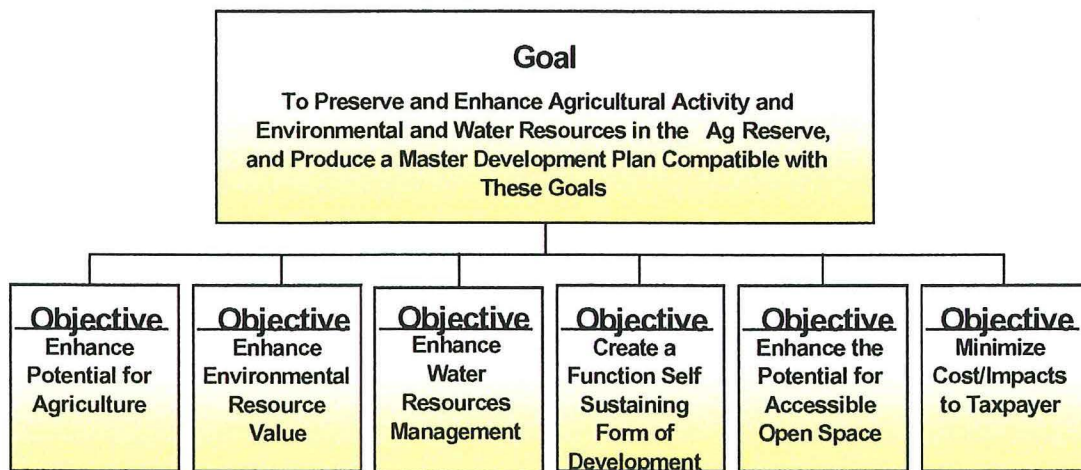 Goal
To Preserve and Enhance Agricultural Activity and
Environmental and Water Resources in the Ag Reserve,
and Produce a Master Development Plan Compatible with
These Goals
Objective
Enhance
Potential for
Agriculture
Objective
Enhance
Environmental
Resource
Value
Objective
Enhance
Water
Resources
Management
Objective
Create a
Function Self
Sustaining
Form of
Development
Objective
Enhance the
Potential for
Accessible
Open Space
Objective
Minimize
Cost/Impacts
to Taxpayer